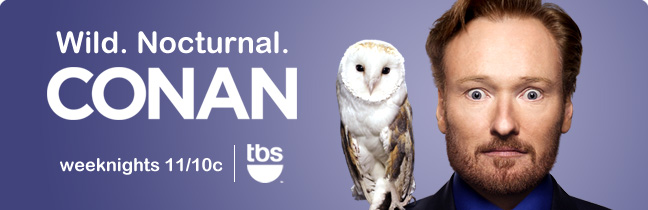 Wild. Nocturnal.
CONAN
weeknights 11/10c
tbs